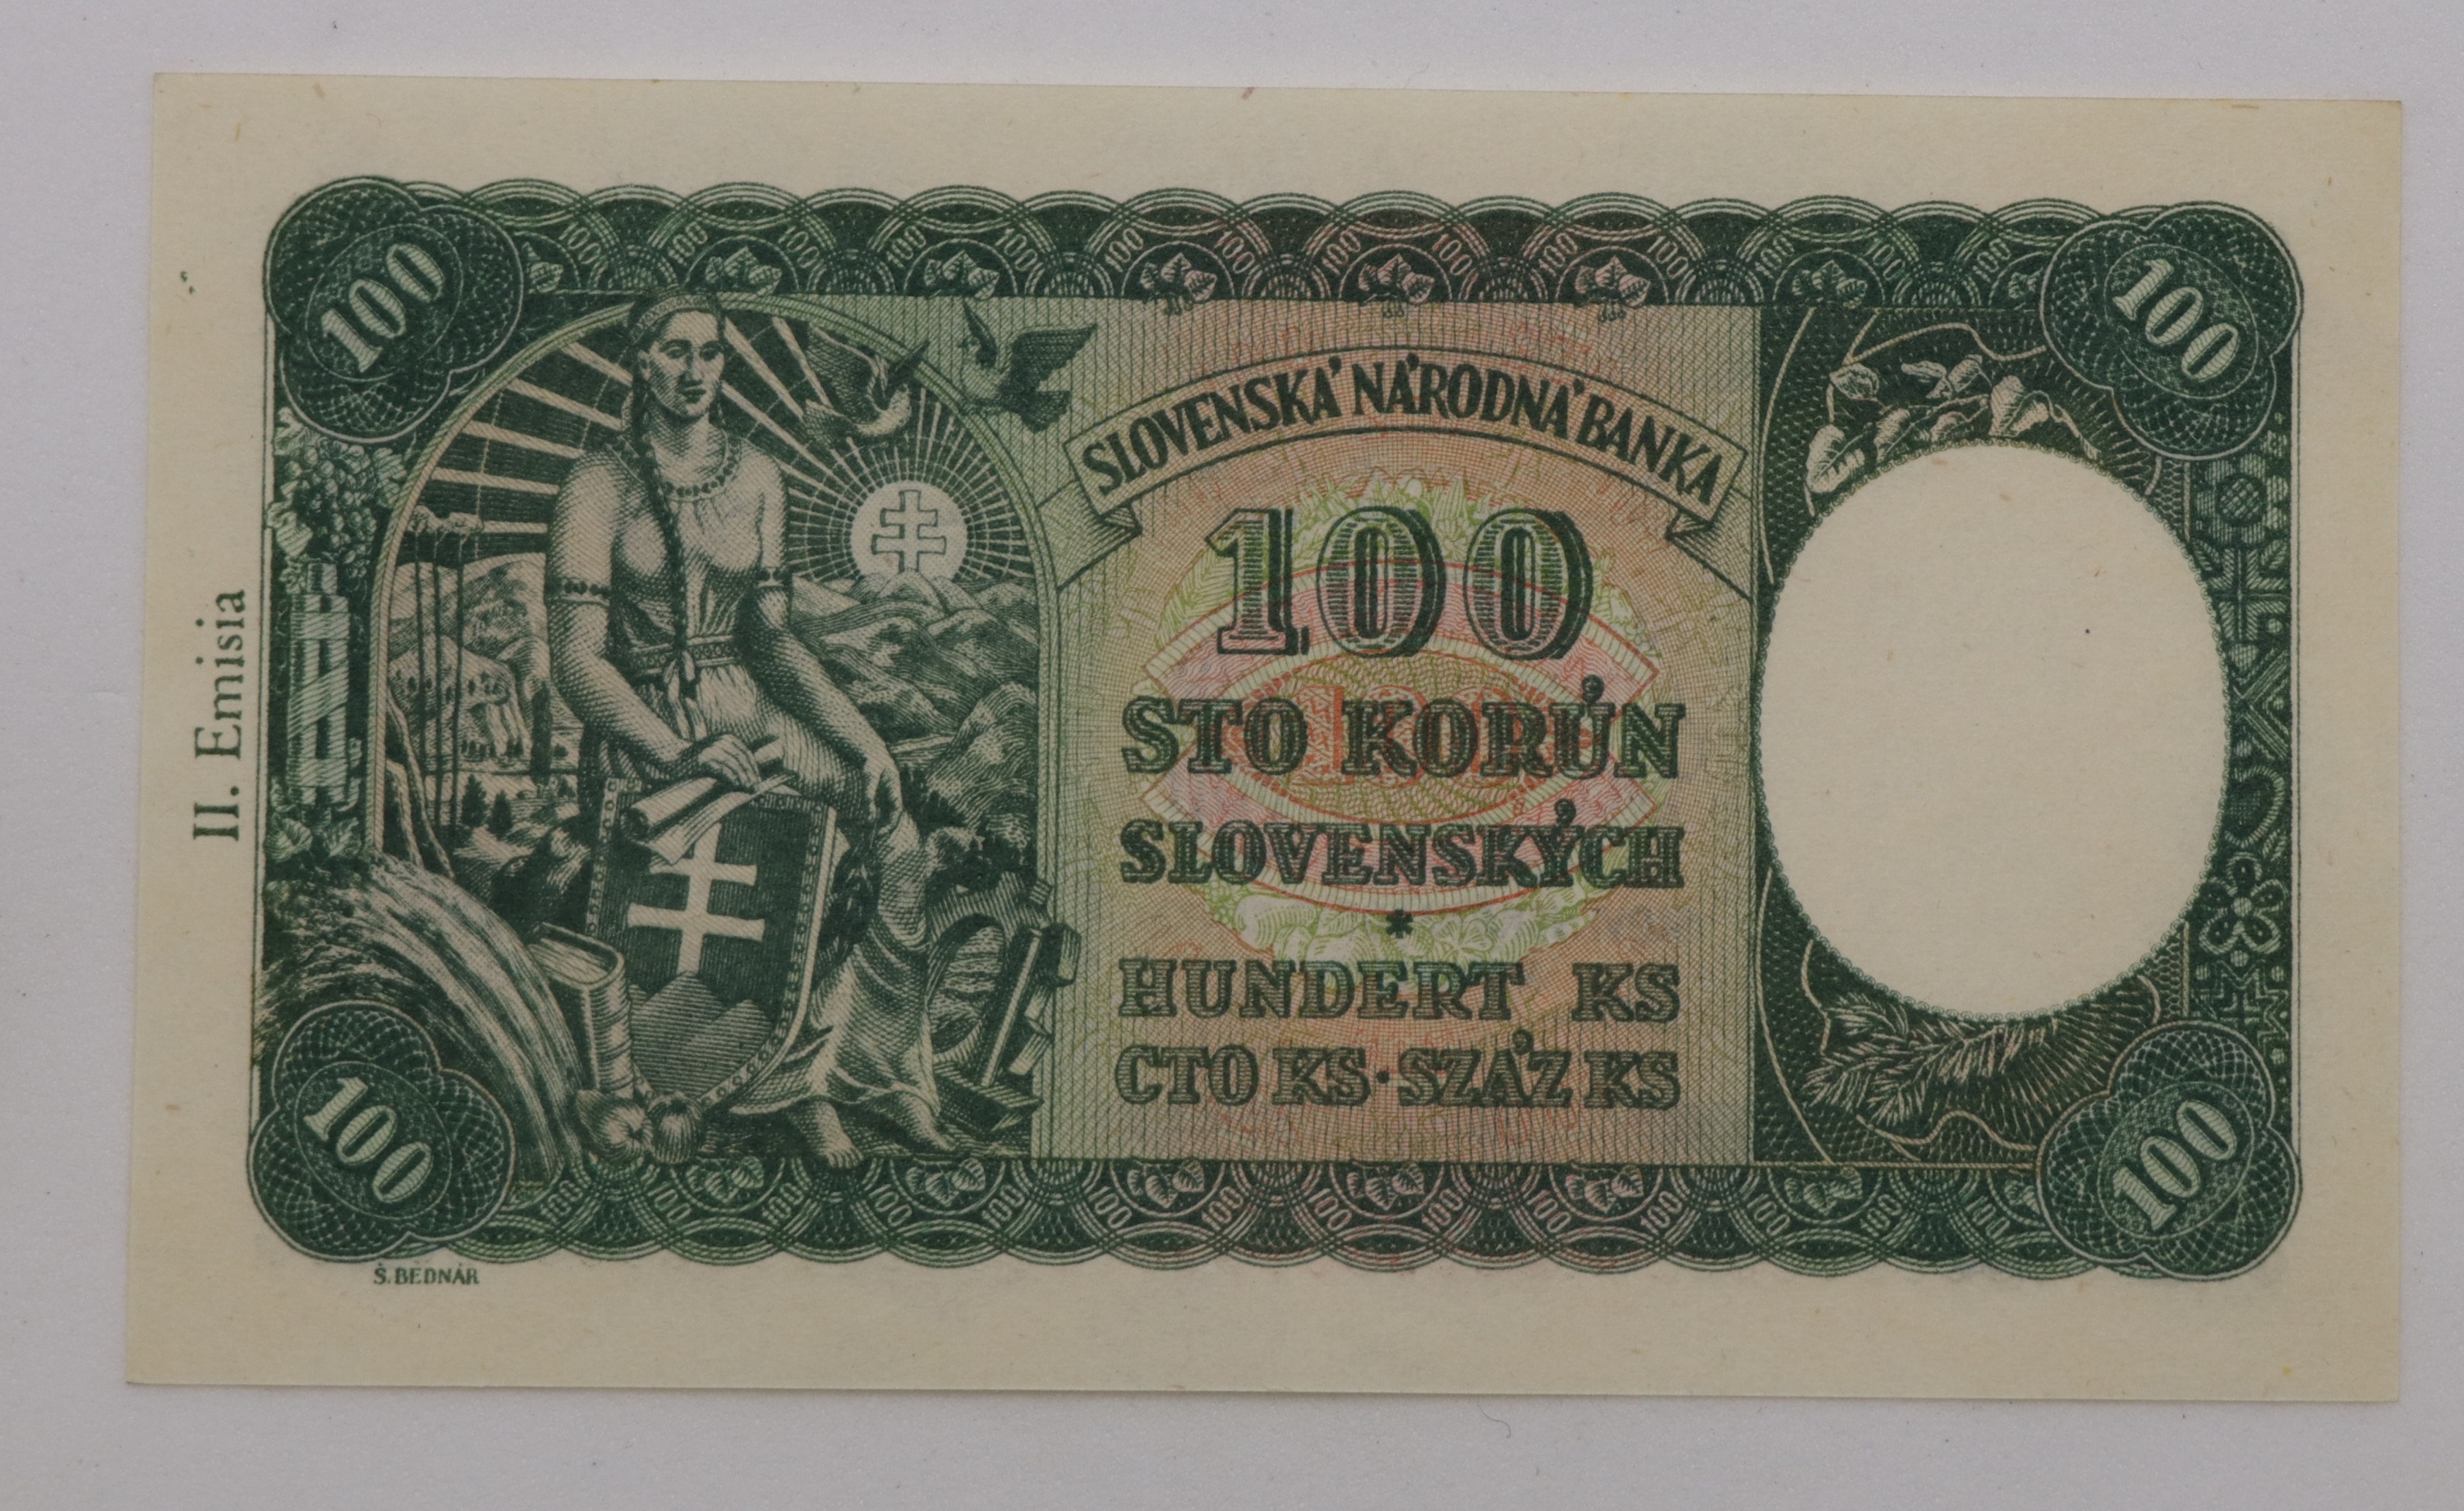 100
100
SLOVENSKÁ NÁRODNÁ BANKA
100
STO KORÚN
SLOVENSKÝCH
*
HUNDERT KS
СТО KS · SZÁZ KS
II. Emisia
100
100
Š. BEDNÁR